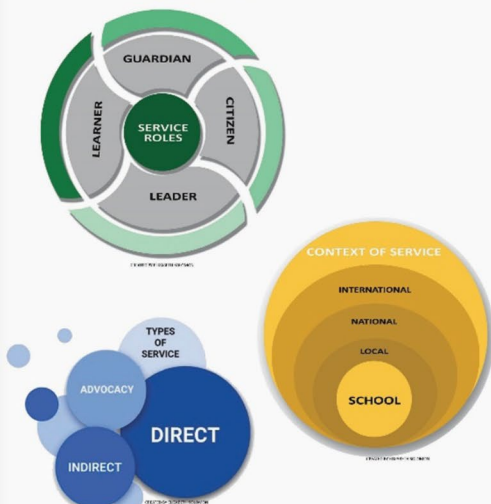 GUARDIAN
LEARNER
SERVICE
ROLES
CITIZEN
LEADER
CONTEXT OF SERVICE
INTERNATIONAL
NATIONAL
LOCAL
SCHOOL
TYPES
OF
SERVICE
ADVOCACY
DIRECT
INDIRECT